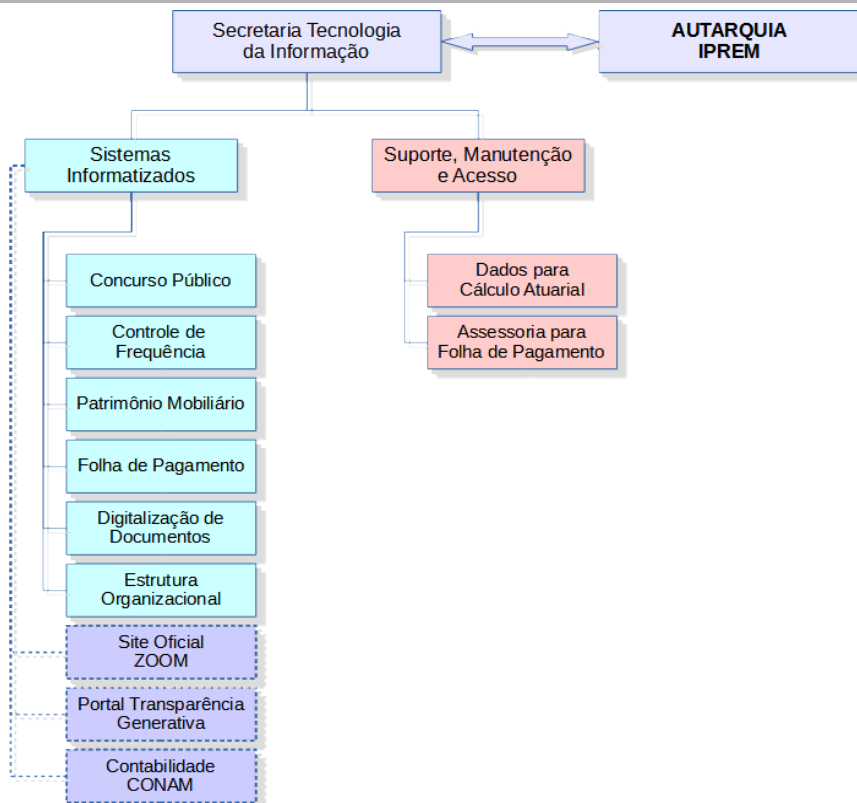 Secretaria Tecnologia
da Informação
AUTARQUIA
IPREM
Sistemas
Informatizados
Suporte, Manutenção
e Acesso
Concurso Público
Controle de
Frequência
Patrimônio Mobiliário
Folha de Pagamento
Digitalização de
Documentos
Estrutura
Organizacional
Site Oficial
ZOOM
Portal Transparência
Generativa
Contabilidade
CONAM
Dados para
Cálculo Atuarial
Assessoria para
Folha de Pagamento